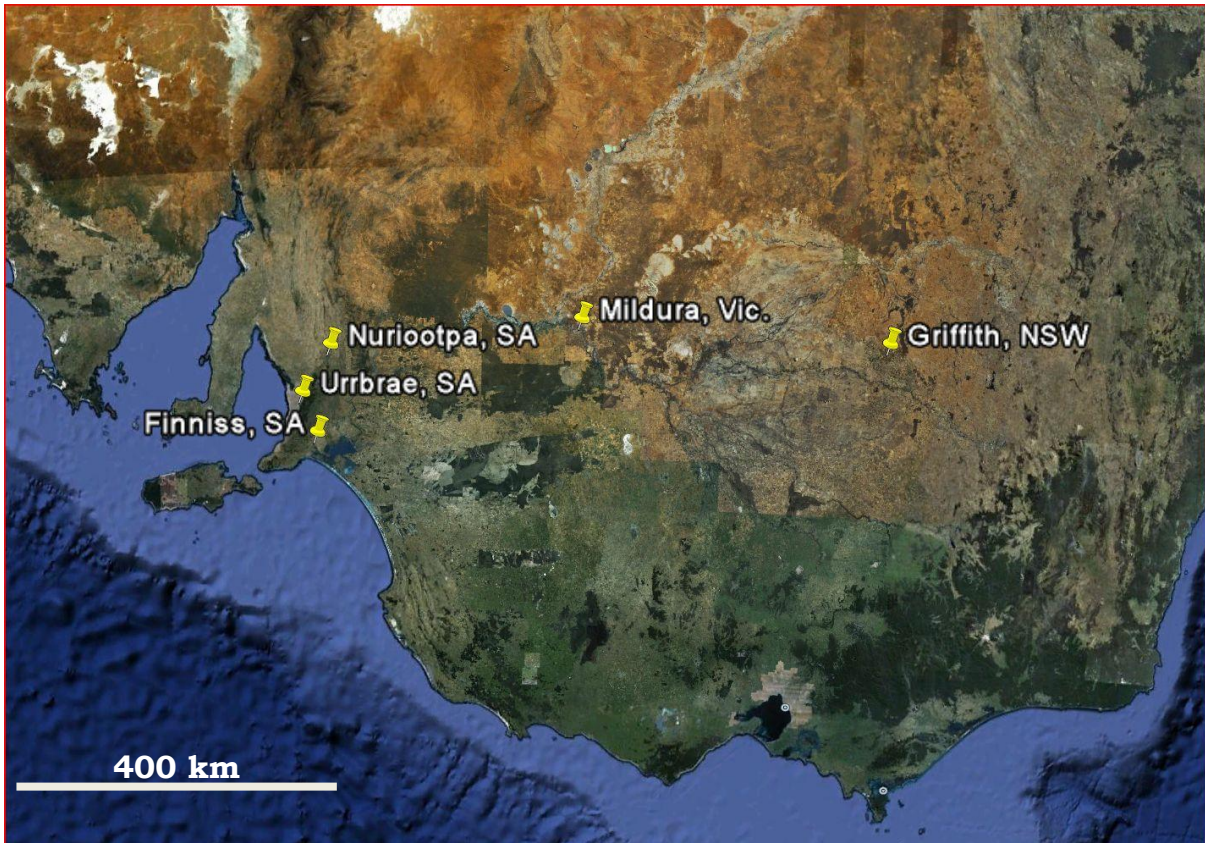 Mildura, Vic.
Nuriootpa, SA
Griffith, NSW
Urrbrae, SA
Finniss, SA
400 km